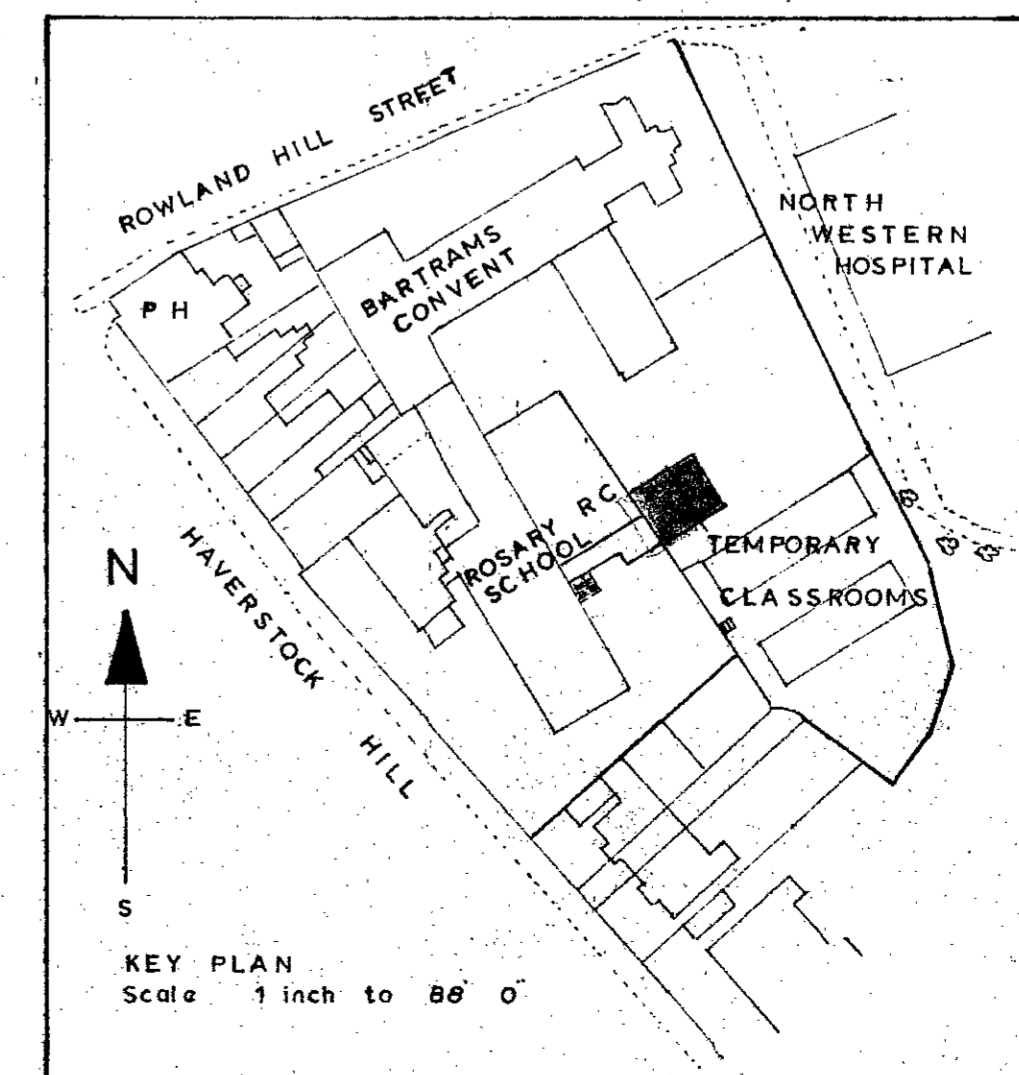 ROWLAND HILL STREET
NORTH
WESTERN
HOSPITAL
P H
BARTRAMS
CONVENT
ROSARY RC
SCHOOL
TEMPORARY
CLASSROOMS
HAVERSTOCK HILL
N
W E
S
KEY PLAN
Scale 1 inch to 88' 0"